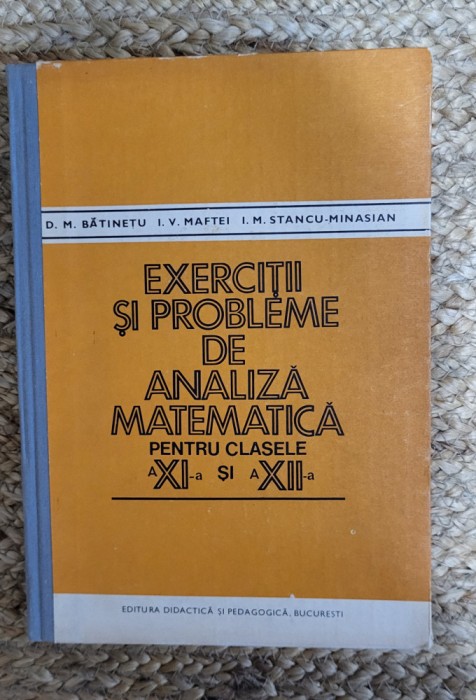 D. M. BĂTINEȚU I. V. MAFTEI I. M. STANCU-MINASIAN
EXERCIȚII
ȘI PROBLEME
DE
ANALIZĂ
MATEMATICĂ
PENTRU CLASELE
A XI-a ȘI A XII-a
EDITURA DIDACTICĂ ȘI PEDAGOGICĂ, BUCUREȘTI